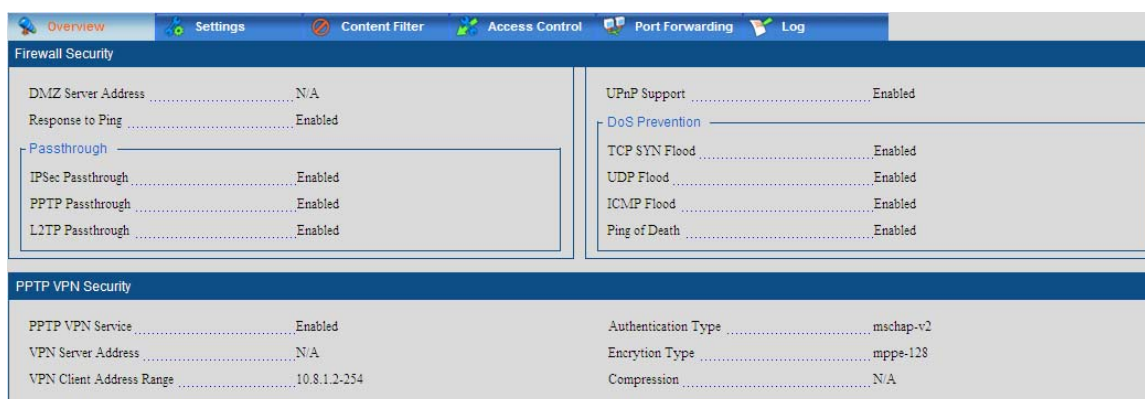 Overview Settings Content Filter Access Control Port Forwarding Log
Firewall Security
DMZ Server Address N/A
Response to Ping Enabled
Passthrough
IPSec Passthrough Enabled
PPTP Passthrough Enabled
L2TP Passthrough Enabled
UPnP Support Enabled
DoS Prevention
TCP SYN Flood Enabled
UDP Flood Enabled
ICMP Flood Enabled
Ping of Death Enabled
PPTP VPN Security
PPTP VPN Service Enabled
VPN Server Address N/A
VPN Client Address Range 10.8.1.2-254
Authentication Type mschap-v2
Encrytion Type mppe-128
Compression N/A